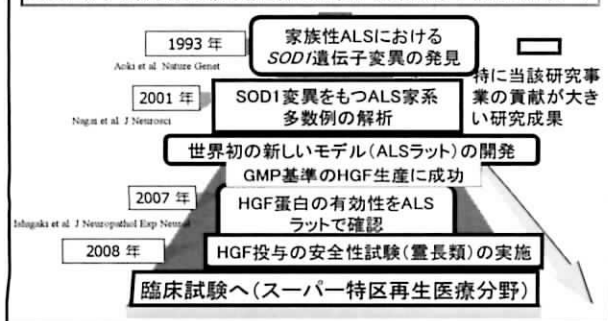 1993 年
家族性ALSにおける
SOD1遺伝子変異の発見
Aoki et al. Nature Genet
特に当該研究事
業の貢献が大き
い研究成果
2001 年
SOD1変異をもつALS家系
多数例の解析
Nagai et al. J Neurosci
世界初の新しいモデル(ALSラット)の開発
GMP基準のHGF生産に成功
2007 年
HGF蛋白の有効性をALS
ラットで確認
Ishigaki et al. J Neuropathol Exp Neurol
2008 年
HGF投与の安全性試験(霊長類)の実施
臨床試験へ(スーパー特区再生医療分野)